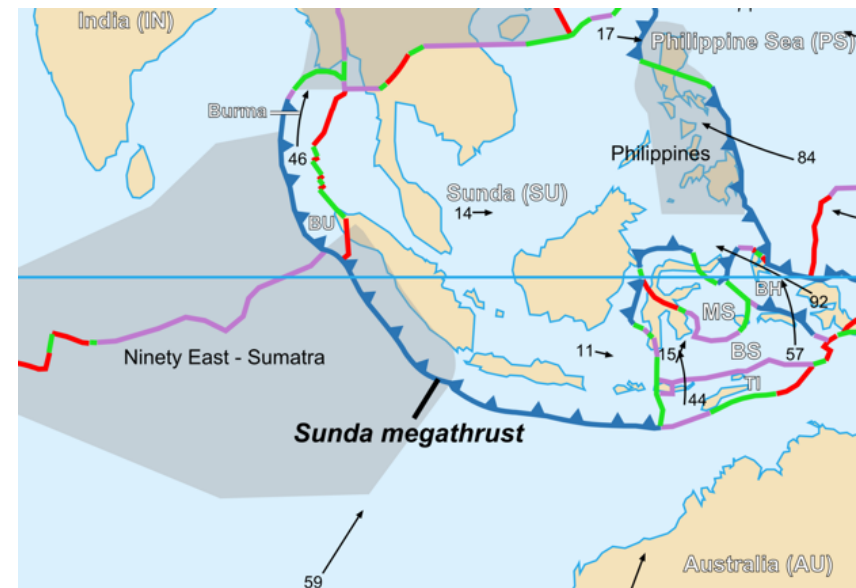 India (IN)
17
Philippine Sea (PS)
Burma
46
Philippines
84
Sunda (SU)
14
BU
BH
92
MS
Ninety East - Sumatra
11
15
BS
57
TI
44
Sunda megathrust
59
Australia (AU)